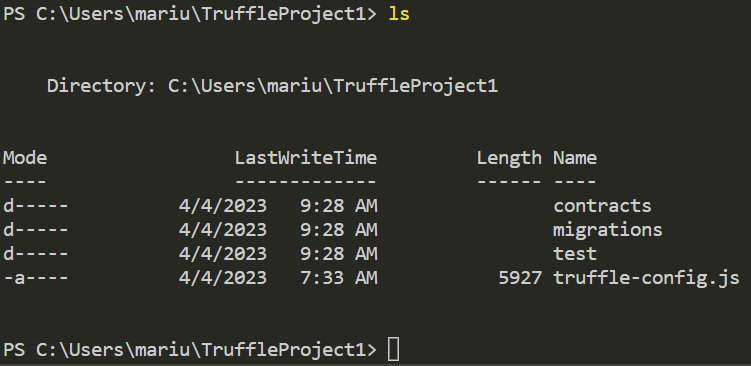 PS C:\Users\mariu\TruffleProject1> ls
Directory: C:\Users\mariu\TruffleProject1
Mode                 LastWriteTime         Length Name
----                 -------------         ------ ----
d-----          4/4/2023   9:28 AM                contracts
d-----          4/4/2023   9:28 AM                migrations
d-----          4/4/2023   9:28 AM                test
-a----          4/4/2023   7:33 AM           5927 truffle-config.js
PS C:\Users\mariu\TruffleProject1>